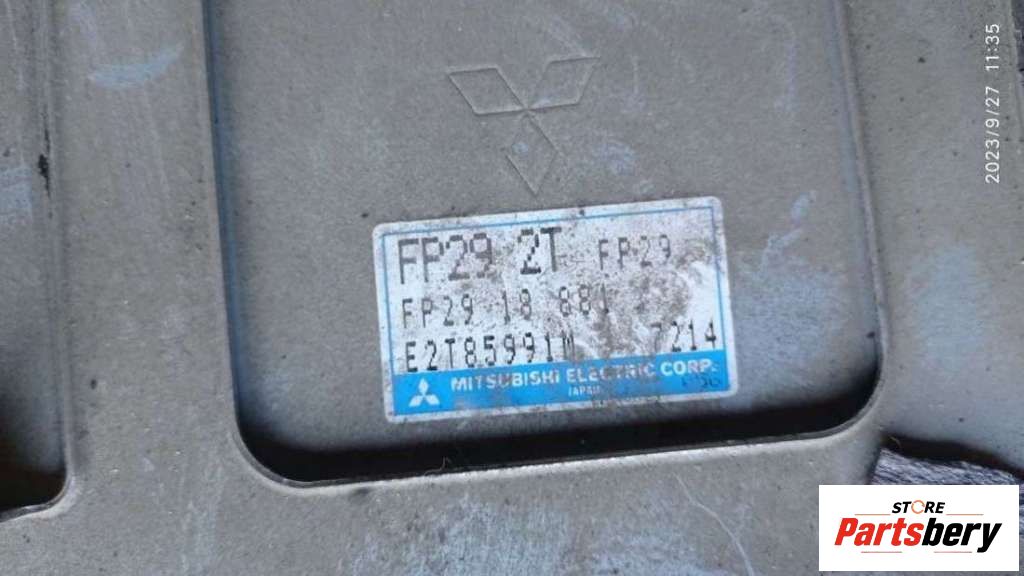 2023/9/27 11:35
FP29 2T FP29
FP29 18 881
E2T85991M 7214
MITSUBISHI ELECTRIC CORP.
JAPAN
STORE
Partsbery